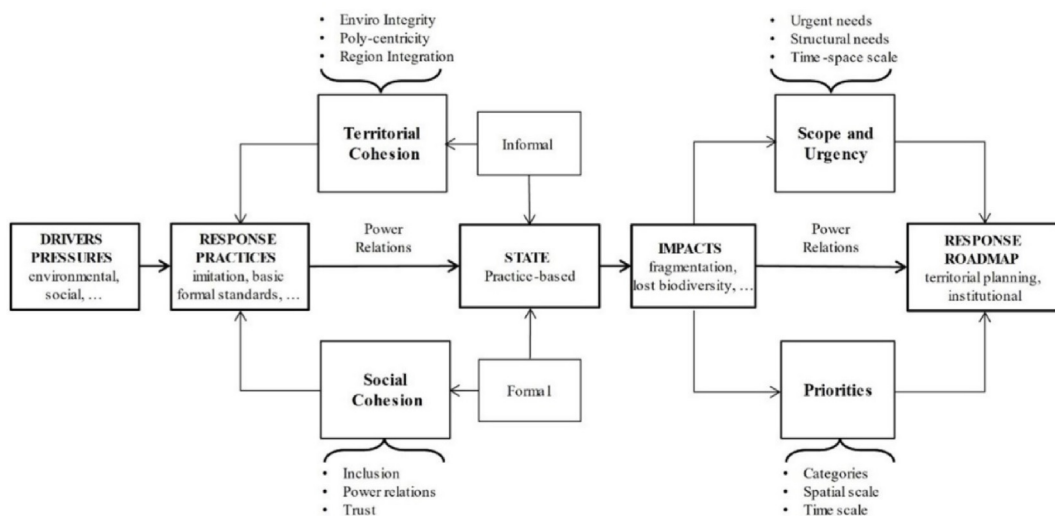 • Enviro Integrity
• Poly-centricity
• Region Integration
• Urgent needs
• Structural needs
• Time -space scale
Territorial
Cohesion
Informal
Scope and
Urgency
DRIVERS
PRESSURES
environmental,
social, ...
RESPONSE
PRACTICES
imitation, basic
formal standards, ...
Power
Relations
STATE
Practice-based
IMPACTS
fragmentation,
lost biodiversity, ...
Power
Relations
RESPONSE
ROADMAP
territorial planning,
institutional
Social
Cohesion
Formal
Priorities
• Inclusion
• Power relations
• Trust
• Categories
• Spatial scale
• Time scale